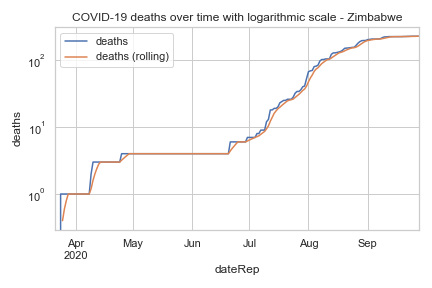 COVID-19 deaths over time with logarithmic scale - Zimbabwe
deaths
deaths (rolling)
10²
10¹
10⁰
deaths
Apr
2020
May
Jun
Jul
Aug
Sep
dateRep